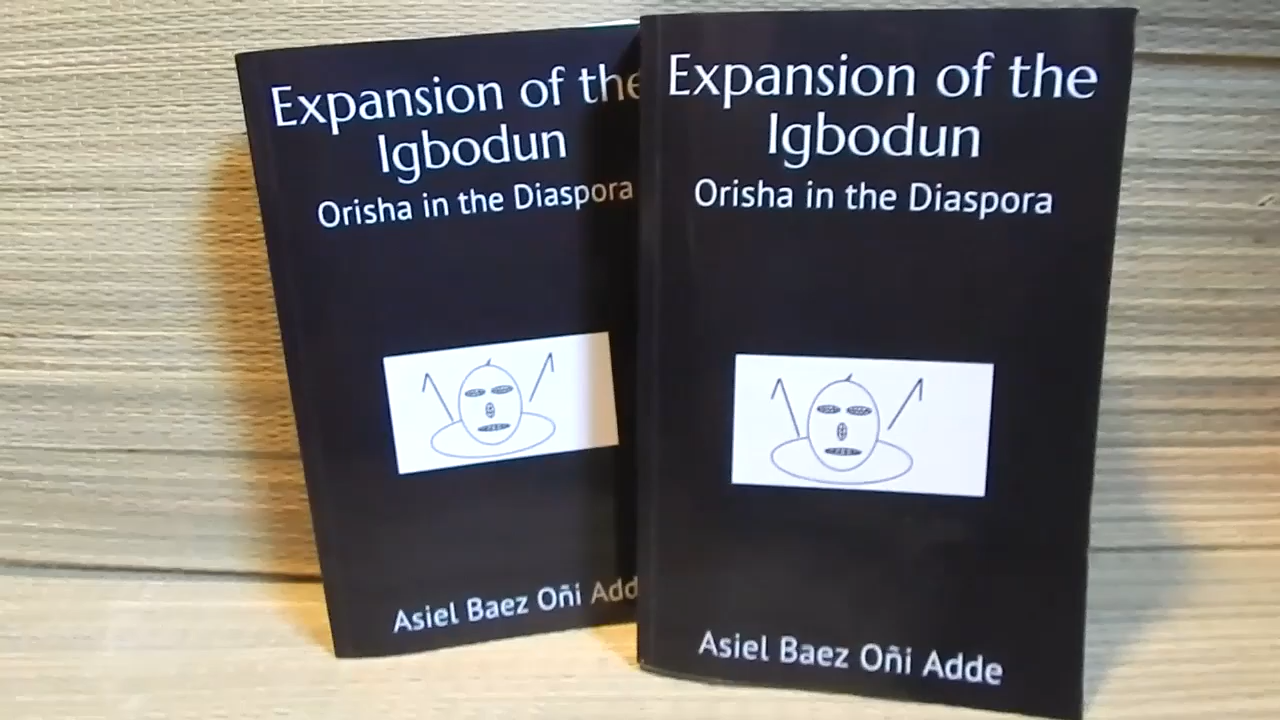 Expansion of the
Igbodun
Orisha in the Diaspora
Asiel Baez Oñi Add
Expansion of the
Igbodun
Orisha in the Diaspora
Asiel Baez Oñi Adde